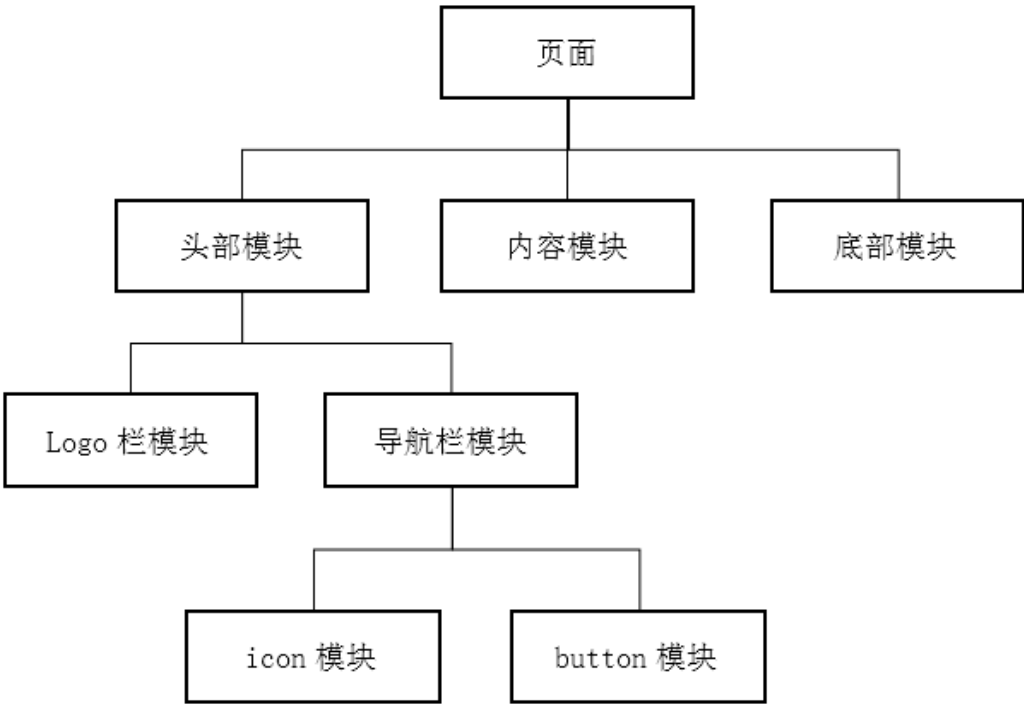 页面
头部模块
内容模块
底部模块
Logo 栏模块
导航栏模块
icon 模块
button 模块